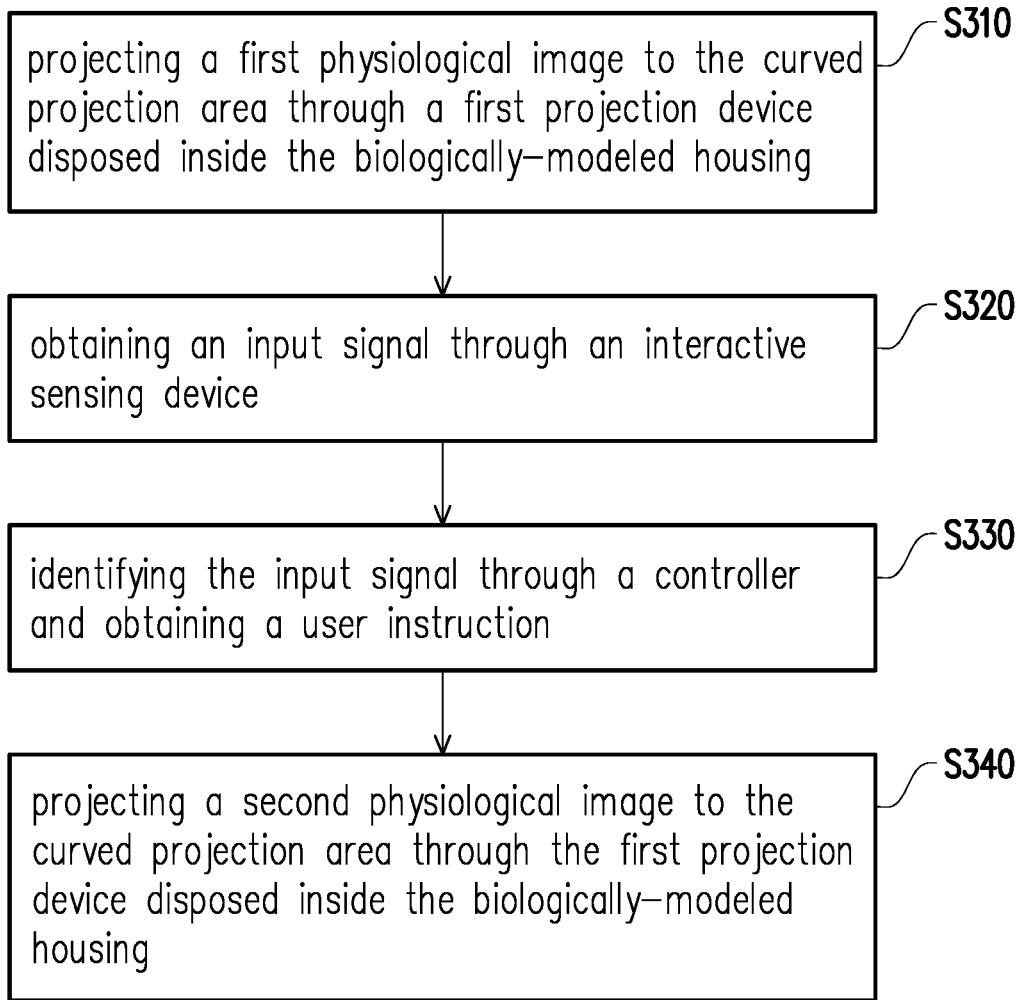 S310
projecting a first physiological image to the curved
projection area through a first projection device
disposed inside the biologically-modeled housing
S320
obtaining an input signal through an interactive
sensing device
S330
identifying the input signal through a controller
and obtaining a user instruction
S340
projecting a second physiological image to the
curved projection area through the first projection
device disposed inside the biologically-modeled
housing